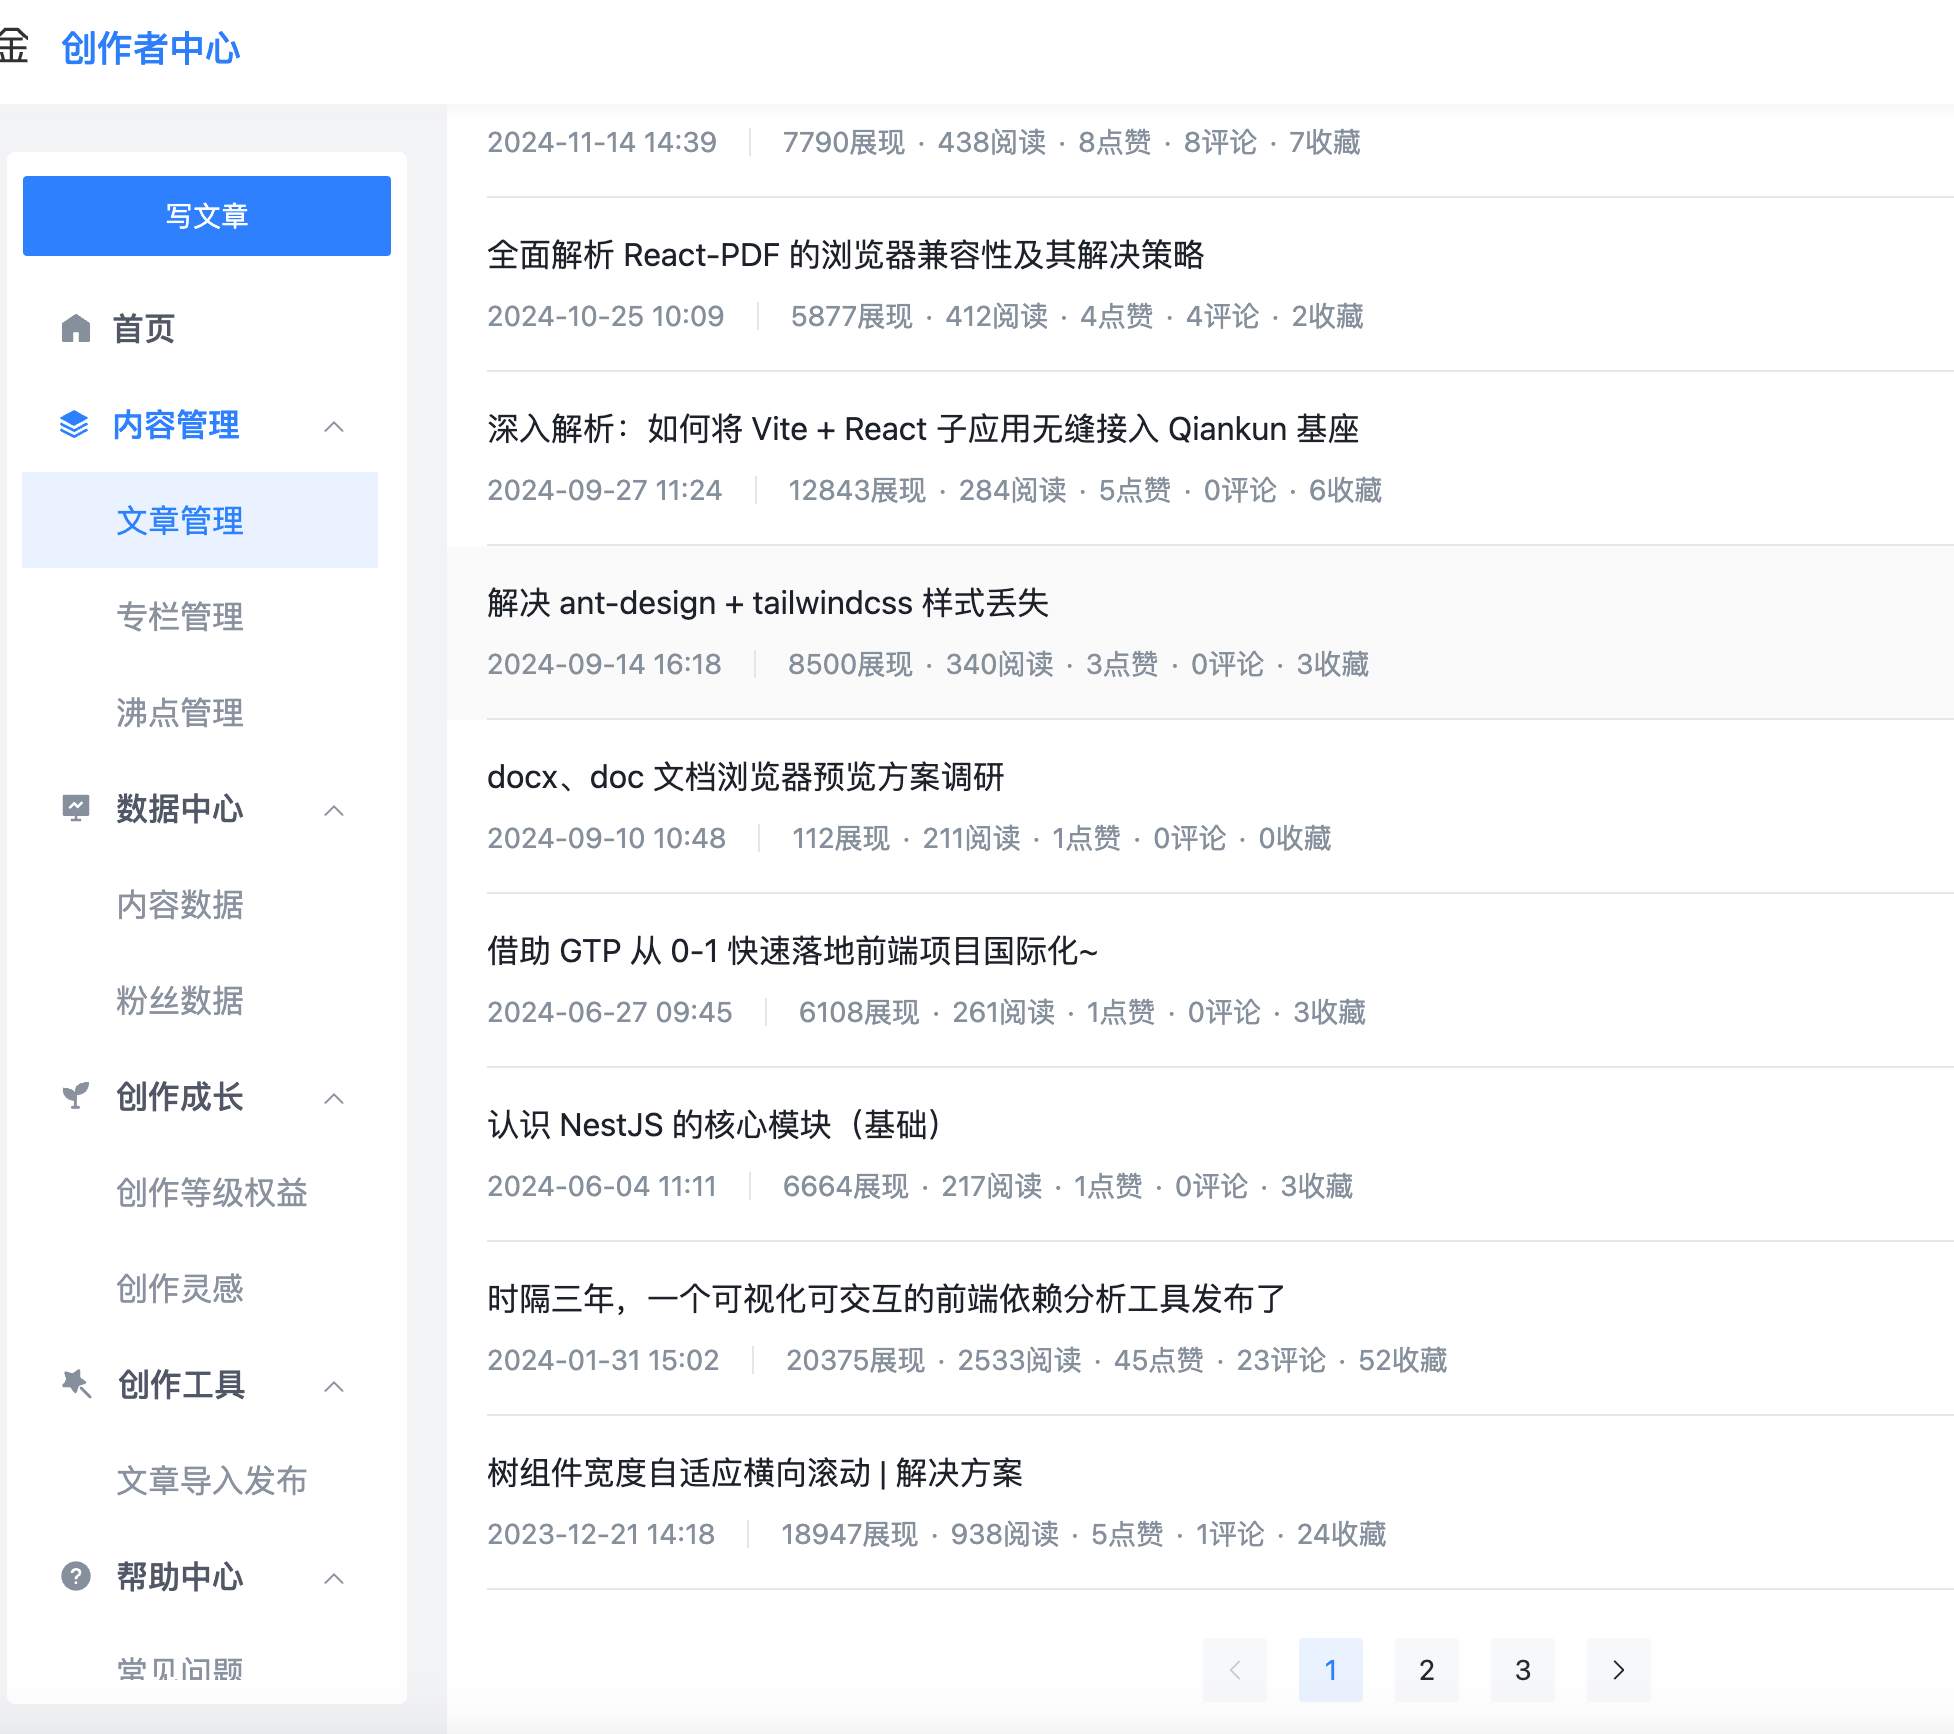 金 创作者中心
写文章
首页
内容管理
文章管理
专栏管理
沸点管理
数据中心
内容数据
粉丝数据
创作成长
创作等级权益
创作灵感
创作工具
文章导入发布
帮助中心
常见问题
2024-11-14 14:39 7790展现 · 438阅读 · 8点赞 · 8评论 · 7收藏
全面解析 React-PDF 的浏览器兼容性及其解决策略
2024-10-25 10:09 5877展现 · 412阅读 · 4点赞 · 4评论 · 2收藏
深入解析：如何将 Vite + React 子应用无缝接入 Qiankun 基座
2024-09-27 11:24 12843展现 · 284阅读 · 5点赞 · 0评论 · 6收藏
解决 ant-design + tailwindcss 样式丢失
2024-09-14 16:18 8500展现 · 340阅读 · 3点赞 · 0评论 · 3收藏
docx、doc 文档浏览器预览方案调研
2024-09-10 10:48 112展现 · 211阅读 · 1点赞 · 0评论 · 0收藏
借助 GTP 从 0-1 快速落地前端项目国际化~
2024-06-27 09:45 6108展现 · 261阅读 · 1点赞 · 0评论 · 3收藏
认识 NestJS 的核心模块（基础）
2024-06-04 11:11 6664展现 · 217阅读 · 1点赞 · 0评论 · 3收藏
时隔三年，一个可视化可交互的前端依赖分析工具发布了
2024-01-31 15:02 20375展现 · 2533阅读 · 45点赞 · 23评论 · 52收藏
树组件宽度自适应横向滚动 | 解决方案
2023-12-21 14:18 18947展现 · 938阅读 · 5点赞 · 1评论 · 24收藏
1 2 3